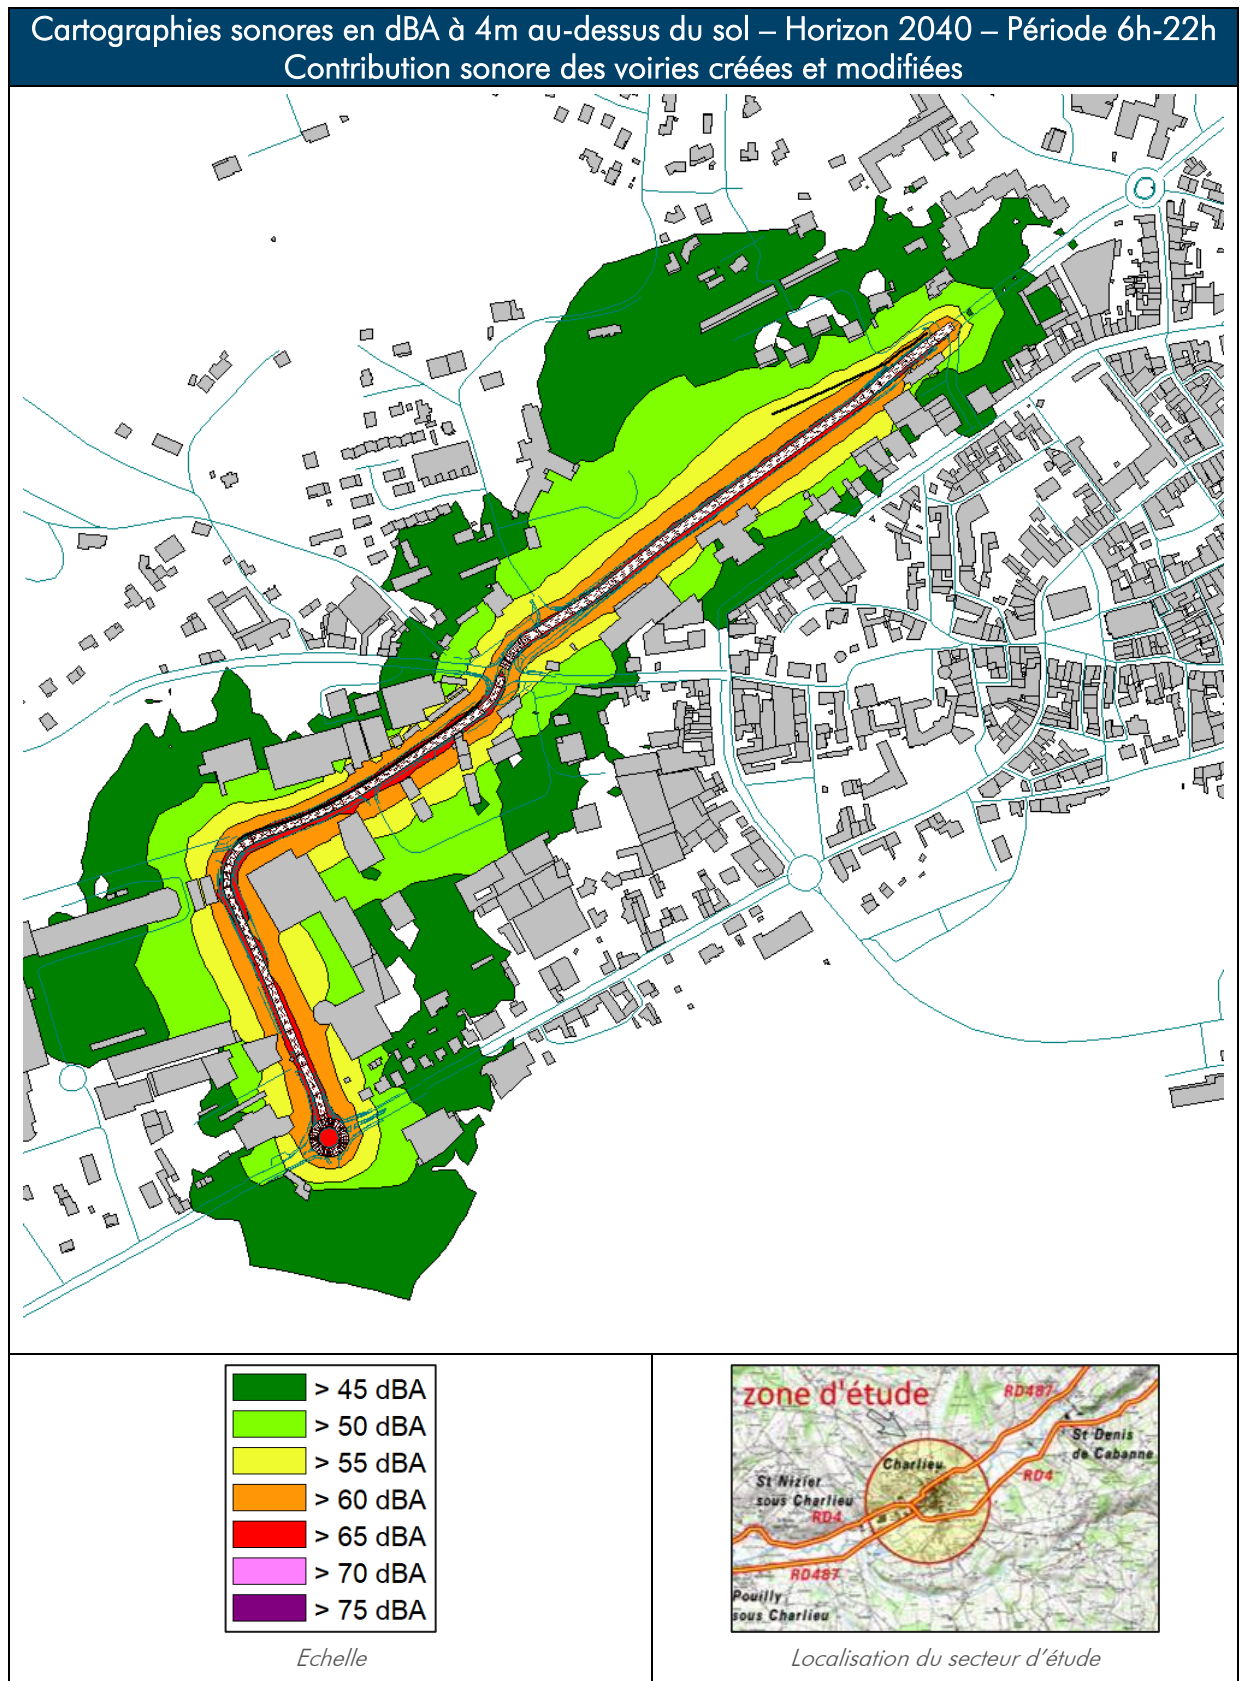 Cartographies sonores en dBA à 4m au-dessus du sol – Horizon 2040 – Période 6h-22h
Contribution sonore des voiries créées et modifiées
> 45 dBA
> 50 dBA
> 55 dBA
> 60 dBA
> 65 dBA
> 70 dBA
> 75 dBA
Echelle
zone d'étude
RD487
St Denis
de Cabanne
Charlieu
RD4
St Nizier
sous Charlieu
RD4
RD487
Pouilly
sous Charlieu
Localisation du secteur d'étude